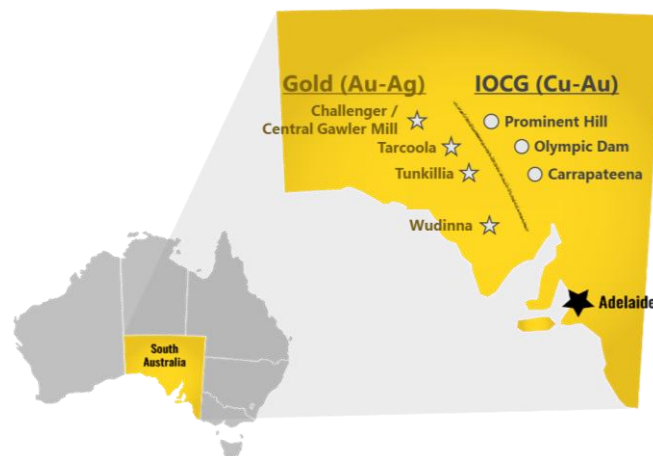 Gold (Au-Ag)
IOCG (Cu-Au)
Challenger /
Central Gawler Mill
Tarcoola
Tunkillia
Wudinna
Prominent Hill
Olympic Dam
Carrapateena
Adelaide
South
Australia